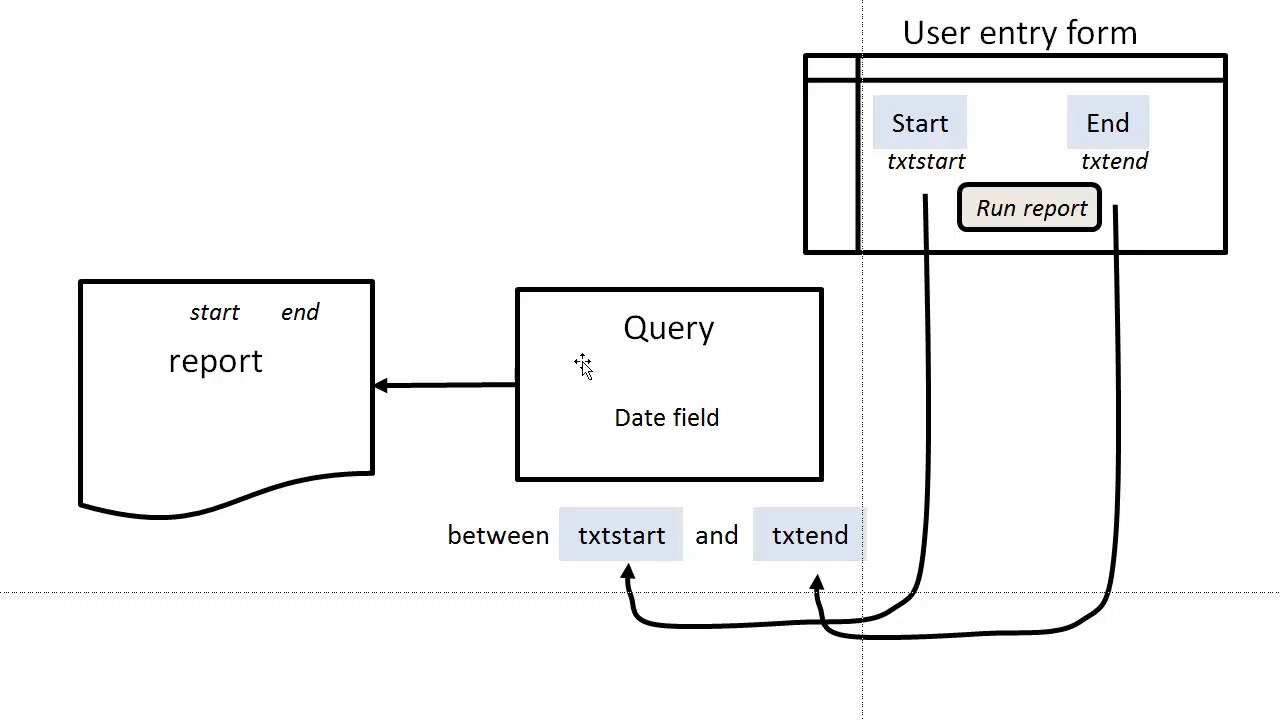 User entry form
Start End
txtstart txtend
Run report
start end
report
Query
Date field
between txtstart and txtend